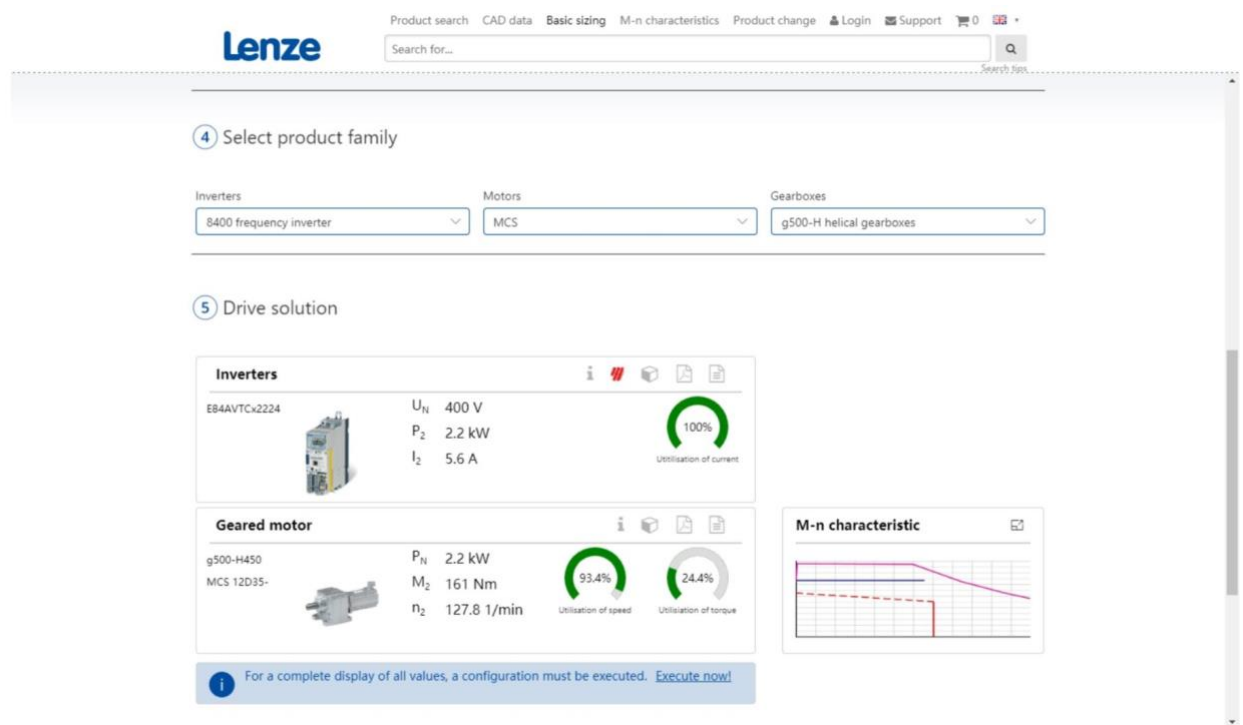 Product search CAD data Basic sizing M-n characteristics Product change Login Support 0
Lenze
Search for...
Search tips
4 Select product family
Inverters Motors Gearboxes
8400 frequency inverter MCS g500-H helical gearboxes
5 Drive solution
Inverters
E84AVTCx2224
UN 400 V
P2 2.2 kW
I2 5.6 A
100%
Utitlisation of current
Geared motor
g500-H450
MCS 12D35-
PN 2.2 kW
M2 161 Nm
n2 127.8 1/min
93.4%
Utilisation of speed
24.4%
Utilisiation of torque
M-n characteristic
For a complete display of all values, a configuration must be executed. Execute now!